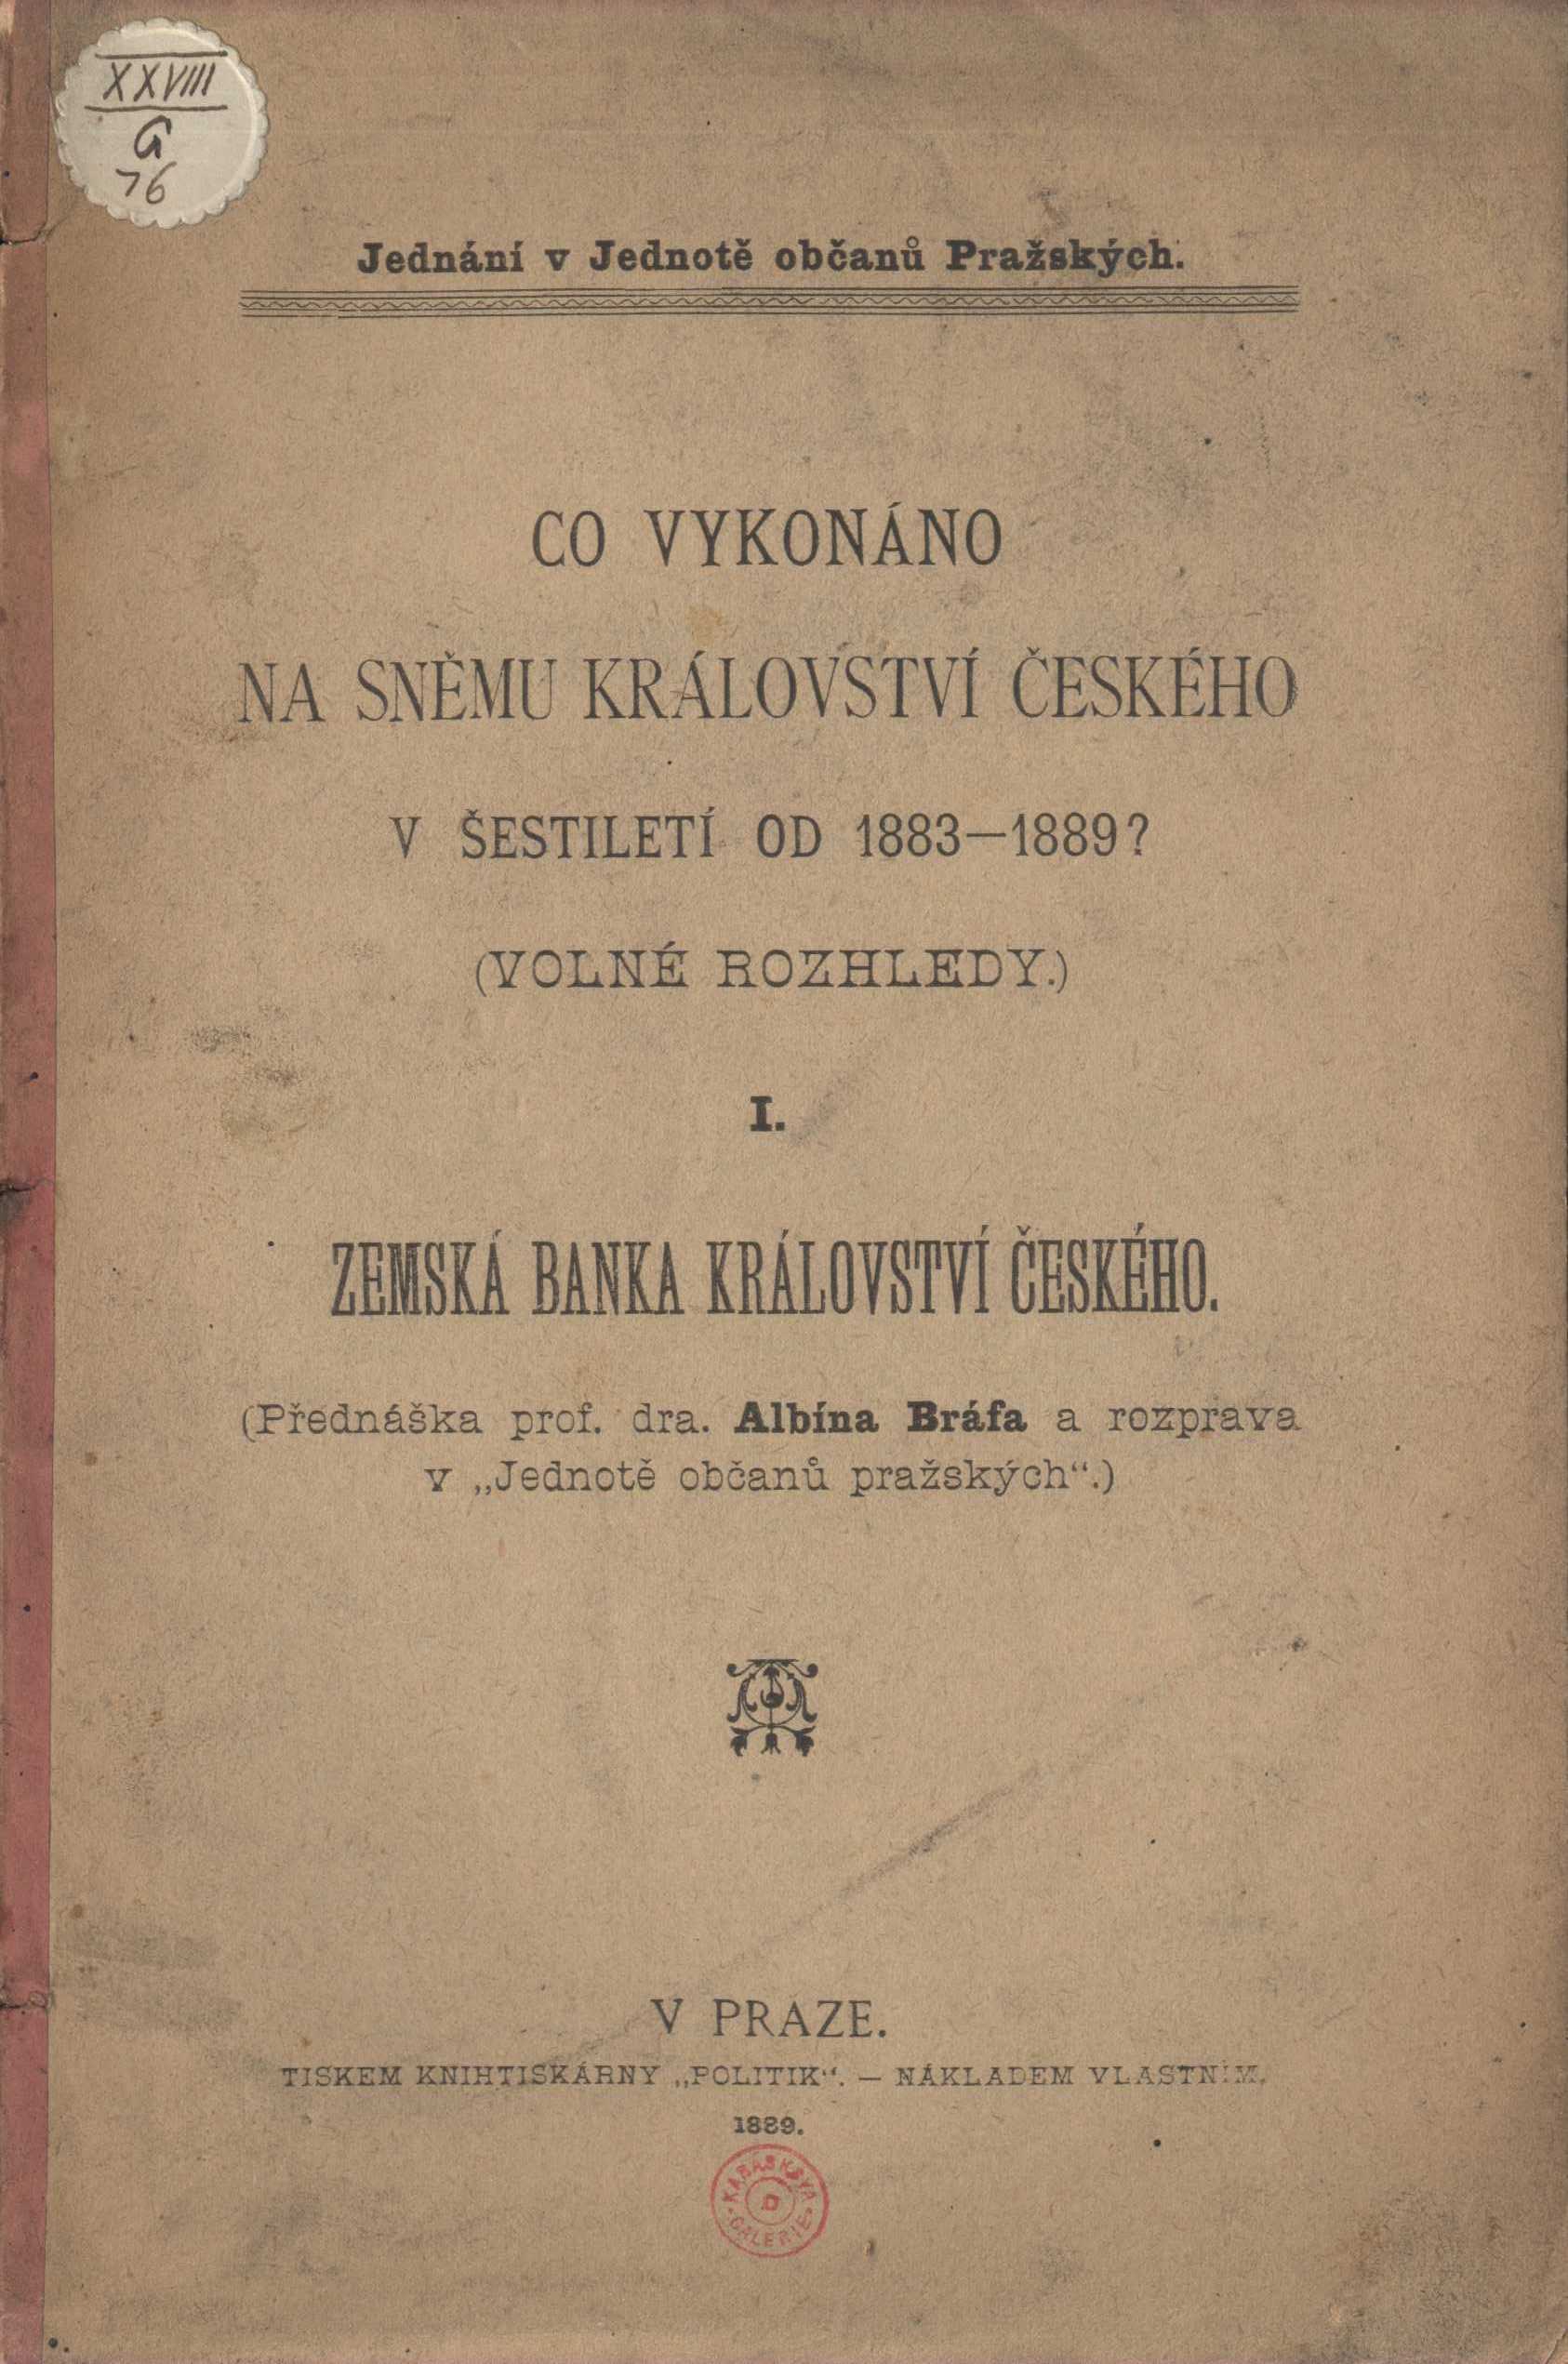 XXVIII
G
76
Jednání v Jednotě občanů Pražských.
CO VYKONÁNO
NA SNĚMU KRÁLOVSTVÍ ČESKÉHO
V ŠESTILETÍ OD 1883—1889?
(VOLNÉ ROZHLEDY.)
I.
ZEMSKÁ BANKA KRÁLOVSTVÍ ČESKÉHO.
(Přednáška prof. dra. Albína Bráfa a rozprava
v „Jednotě občanů pražských“.)
V PRAZE.
TISKEM KNIHTISKÁRNY „POLITIK“. — NÁKLADEM VLASTNÍM.
1889.
KARÁSKOVA
D
GALERIE